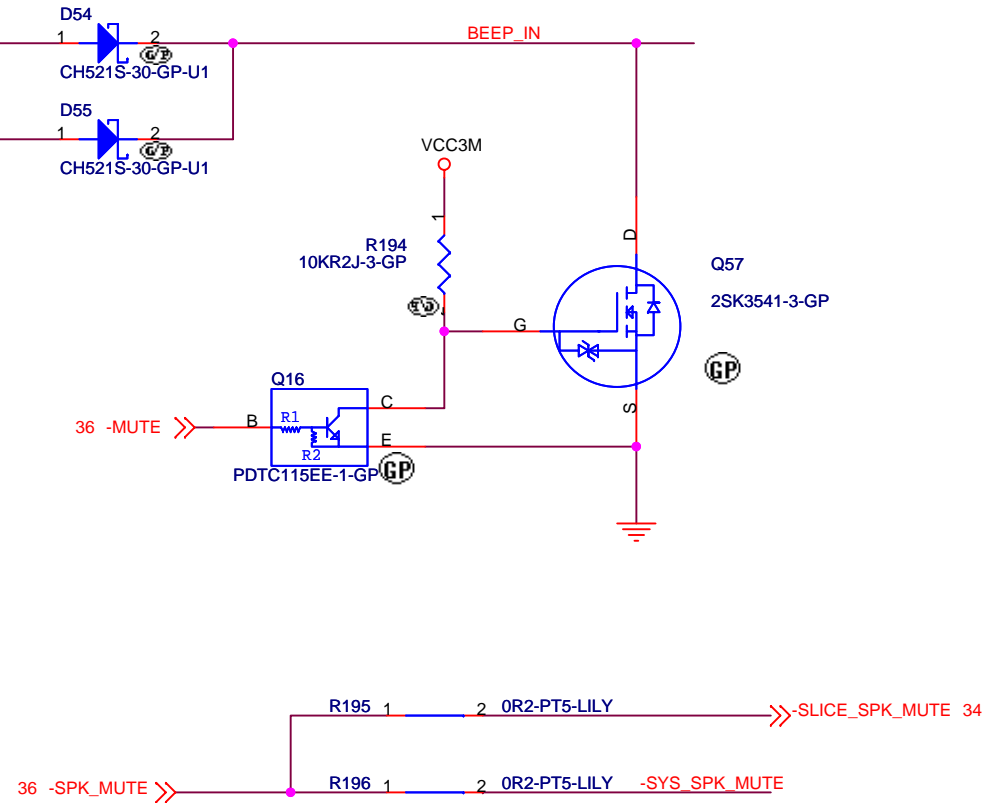 D54
1 2
G/P
CH521S-30-GP-U1
BEEP_IN
D55
1 2
G/P
CH521S-30-GP-U1
VCC3M
1
R194
10KR2J-3-GP
D
Q57
2SK3541-3-GP
G
GP
S
Q16
C
36 -MUTE
B
R1
R2
E
PDTC115EE-1-GP
GP
R195 1 2 0R2-PT5-LILY
-SLICE_SPK_MUTE 34
36 -SPK_MUTE
R196 1 2 0R2-PT5-LILY
-SYS_SPK_MUTE